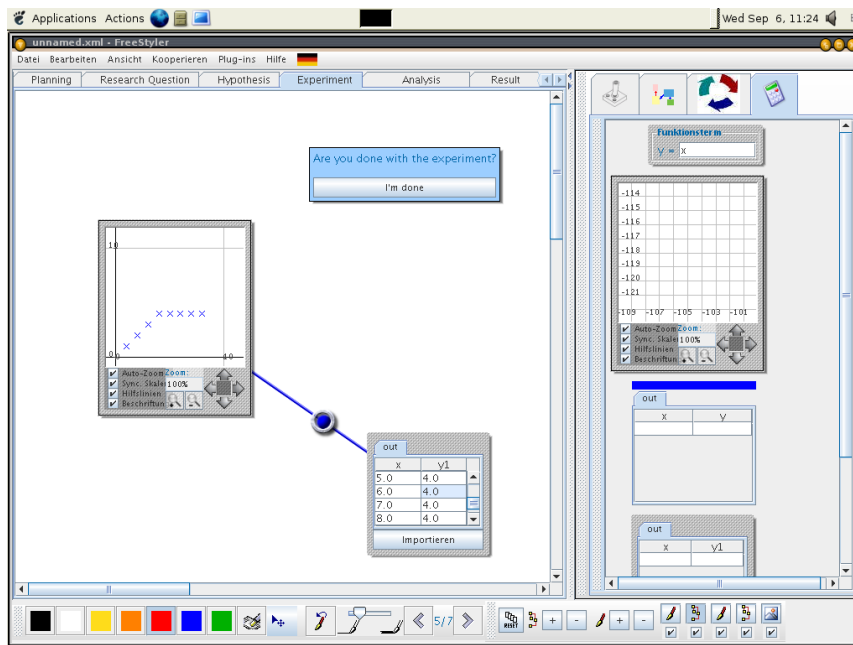 Applications Actions Wed Sep 6, 11:24
unnamed.xml - FreeStyler
Datei Bearbeiten Ansicht Kooperieren Plug-ins Hilfe
Planning Research Question Hypothesis Experiment Analysis Result
Are you done with the experiment?
I'm done
10
0
0 10
Auto-Zoom Zoom:
Sync. Skale 100%
Hilfslinien
Beschriftun
out
x y1
5.0 4.0
6.0 4.0
7.0 4.0
8.0 4.0
Importieren
Funktionsterm
y = x
-114
-115
-116
-117
-118
-119
-120
-121
-109 -107 -105 -103 -101
Auto-Zoom Zoom:
Sync. Skale 100%
Hilfslinien
Beschriftun
out
x y
out
x y1
5/7
RESET + - + -